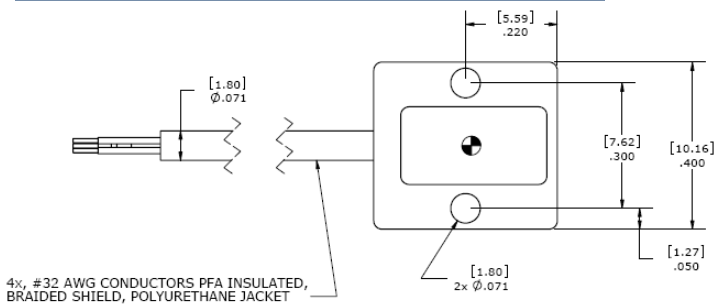 [5.59]
.220
[1.80]
Ø.071
[7.62]
.300
[10.16]
.400
[1.27]
.050
[1.80]
2x Ø.071
4x, #32 AWG CONDUCTORS PFA INSULATED,
BRAIDED SHIELD, POLYURETHANE JACKET